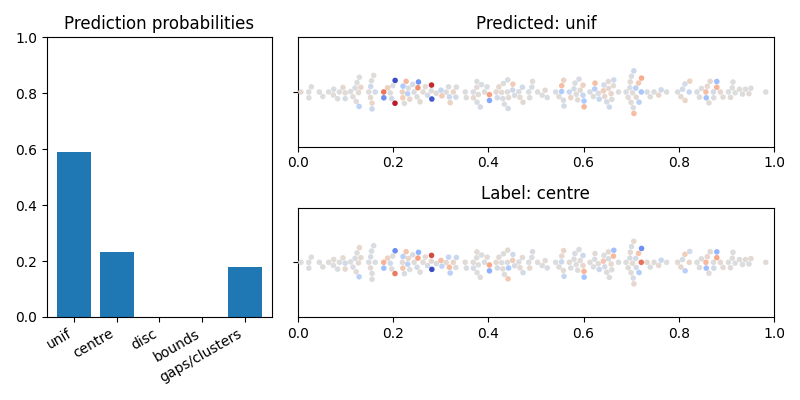 Prediction probabilities
1.0
0.8
0.6
0.4
0.2
0.0
unif
centre
disc
bounds
gaps/clusters
Predicted: unif
0.0 0.2 0.4 0.6 0.8 1.0
Label: centre
0.0 0.2 0.4 0.6 0.8 1.0